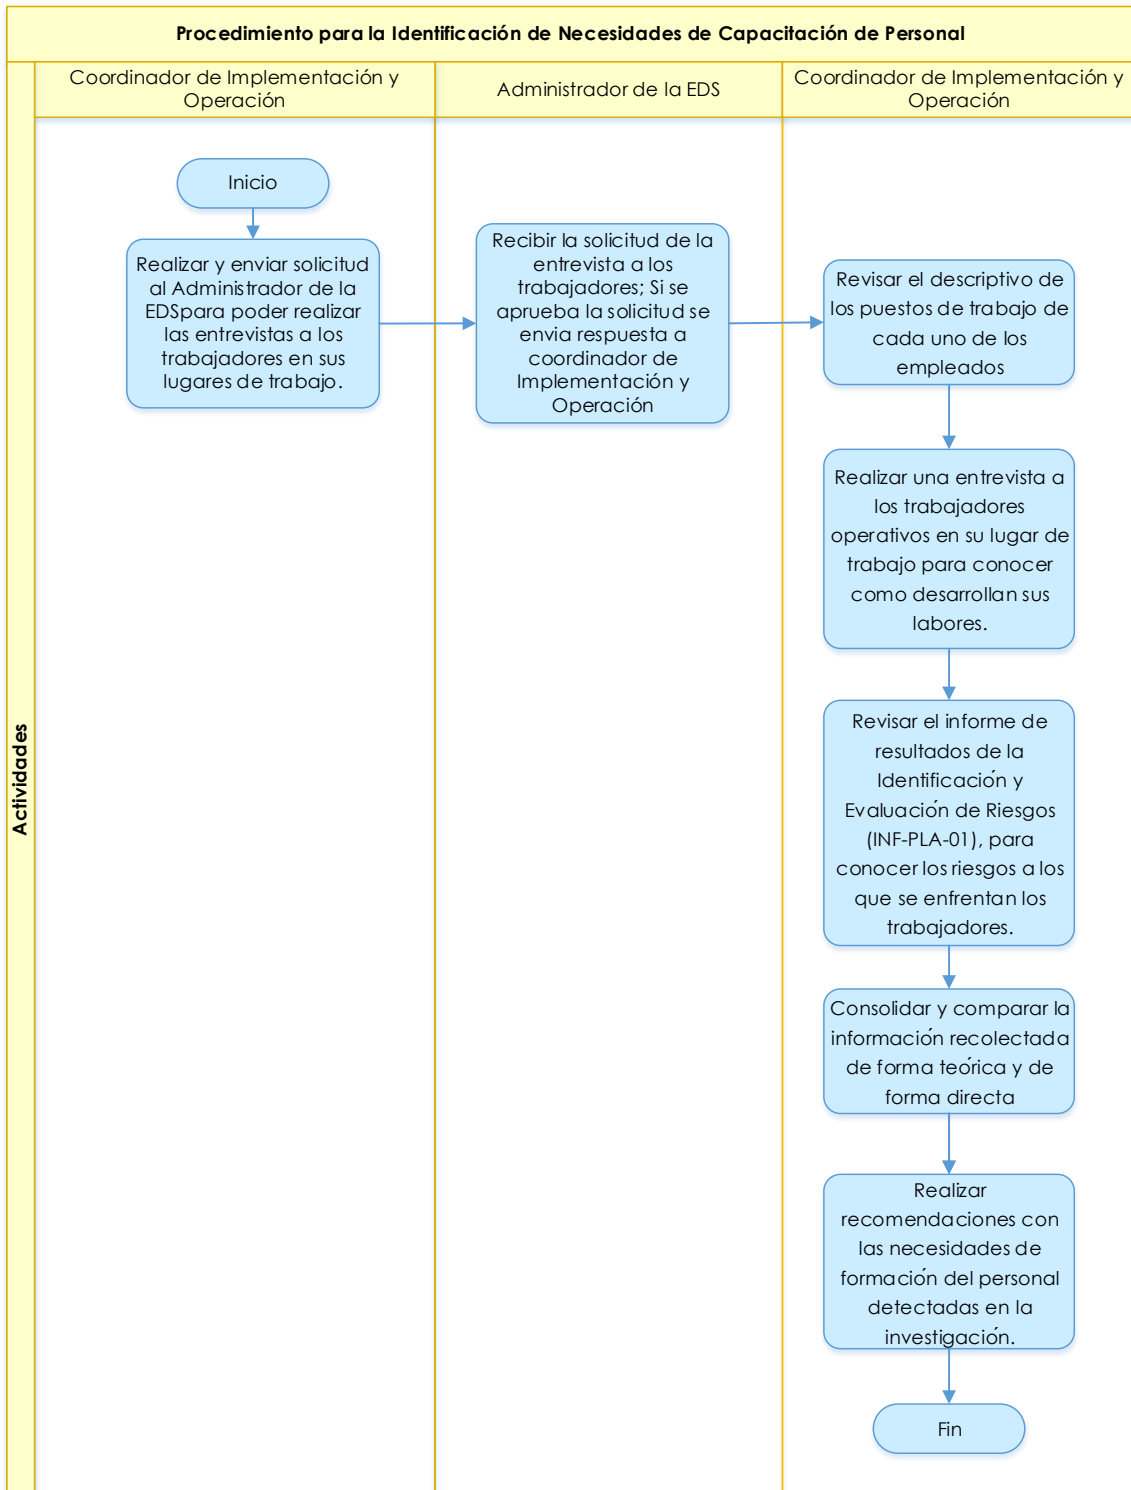 Procedimiento para la Identificación de Necesidades de Capacitación de Personal
Coordinador de Implementación y
Operación
Administrador de la EDS
Coordinador de Implementación y
Operación
Actividades
Inicio
Realizar y enviar solicitud
al Administrador de la
EDSpara poder realizar
las entrevistas a los
trabajadores en sus
lugares de trabajo.
Recibir la solicitud de la
entrevista a los
trabajadores; Si se
aprueba la solicitud se
envia respuesta a
coordinador de
Implementación y
Operación
Revisar el descriptivo de
los puestos de trabajo de
cada uno de los
empleados
Realizar una entrevista a
los trabajadores
operativos en su lugar de
trabajo para conocer
como desarrollan sus
labores.
Revisar el informe de
resultados de la
Identificación y
Evaluación de Riesgos
(INF-PLA-01), para
conocer los riesgos a los
que se enfrentan los
trabajadores.
Consolidar y comparar la
información recolectada
de forma teórica y de
forma directa
Realizar
recomendaciones con
las necesidades de
formación del personal
detectadas en la
investigación.
Fin